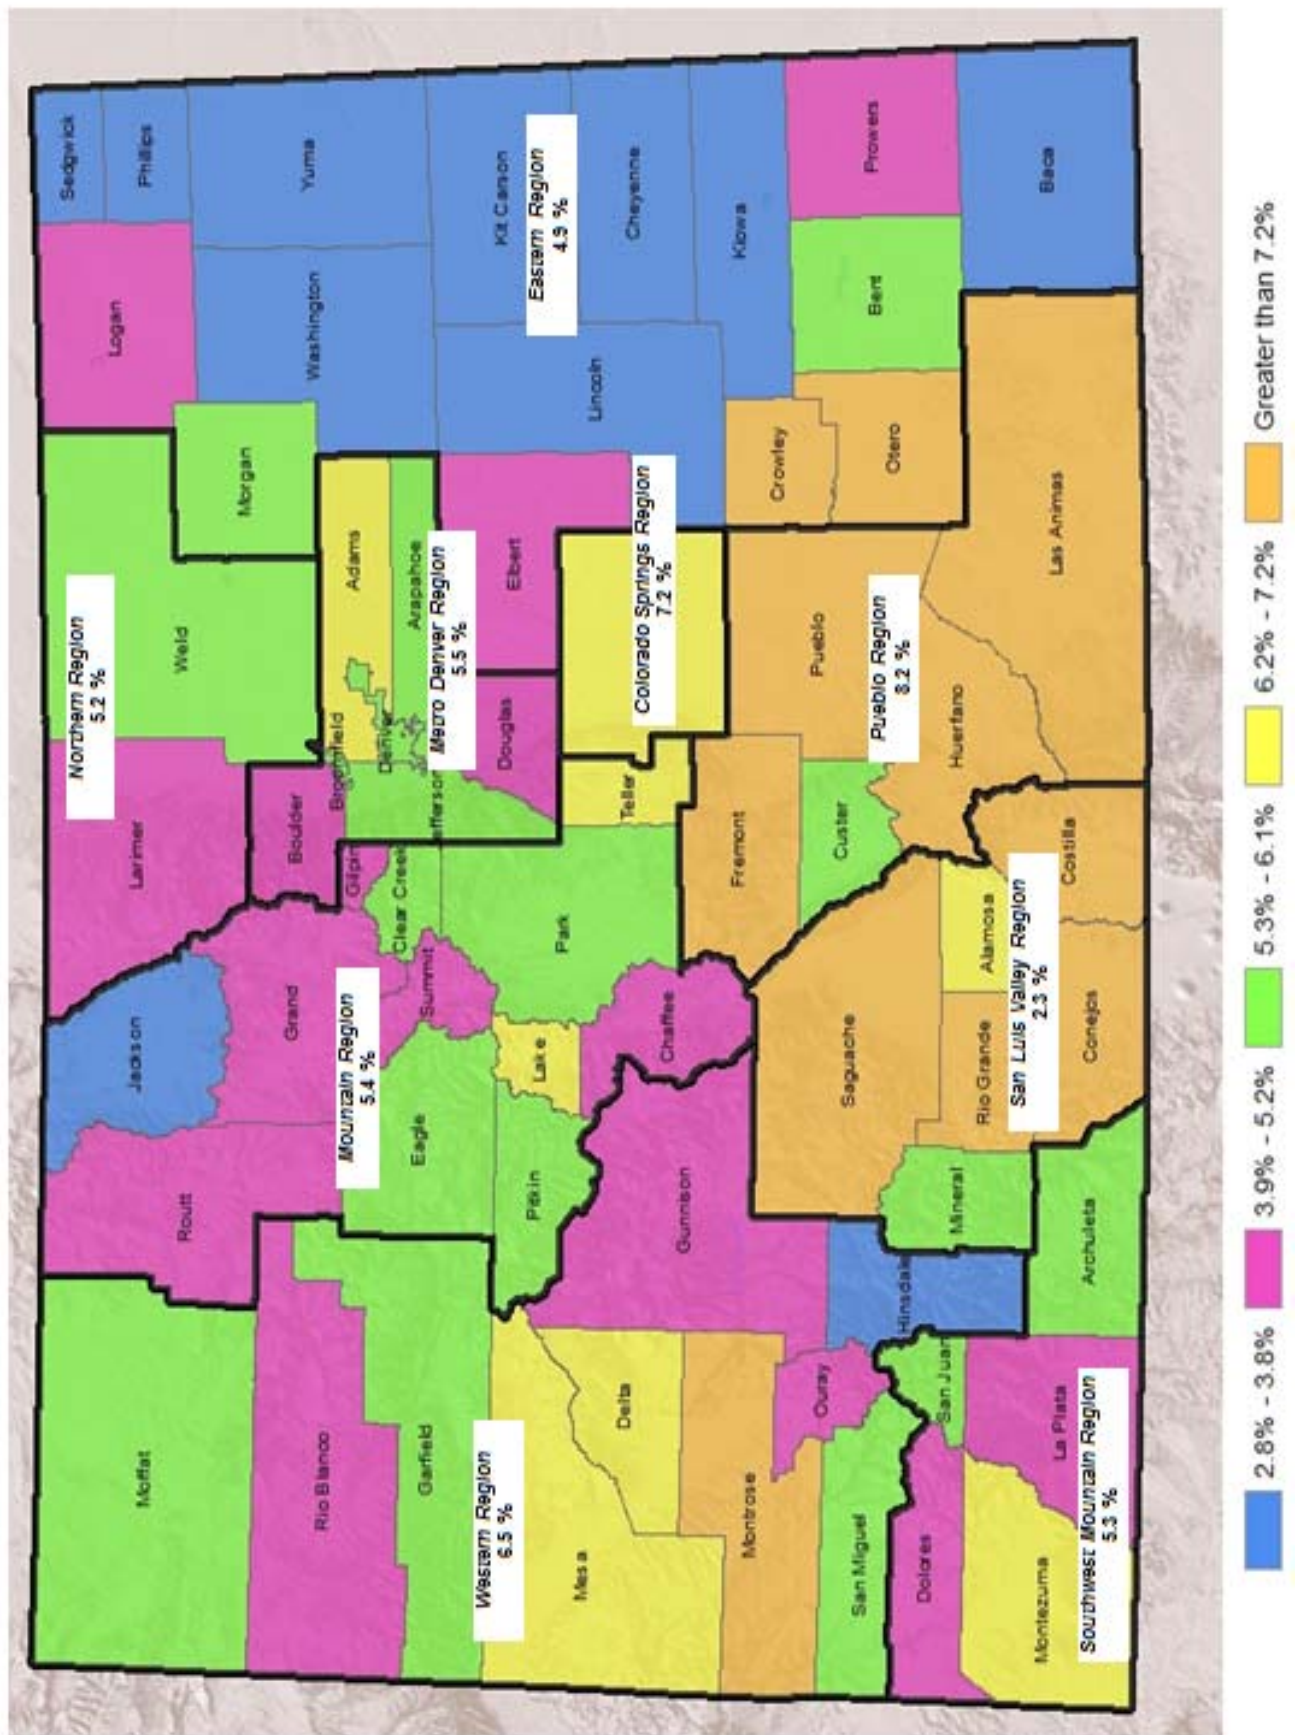 Moffat
Routt
Jackson
Larimer
Northern Region
5.2 %
Weld
Logan
Sedgwick
Phillips
Morgan
Yuma
Washington
Rio Blanco
Grand
Boulder
Broomfield
Gilpin
Adams
Mountain Region
5.4 %
Garfield
Eagle
Summit
Clear Creek
Jefferson
Denver
Arapahoe
Metro Denver Region
5.5 %
Western Region
6.5 %
Pitkin
Lake
Park
Douglas
Elbert
Kit Carson
Eastern Region
4.9 %
Mesa
Delta
Gunnison
Chaffee
Teller
Colorado Springs Region
7.2 %
Lincoln
Cheyenne
Montrose
Ouray
Fremont
Kiowa
Crowley
San Miguel
Hinsdale
Saguache
Custer
Pueblo
Pueblo Region
8.2 %
Otero
Bent
Prowers
Dolores
San Juan
Mineral
Rio Grande
Alamosa
Huerfano
San Luis Valley Region
2.3 %
Montezuma
La Plata
Archuleta
Conejos
Costilla
Las Animas
Baca
Southwest Mountain Region
5.3 %
2.8% - 3.8% 3.9% - 5.2% 5.3% - 6.1% 6.2% - 7.2% Greater than 7.2%